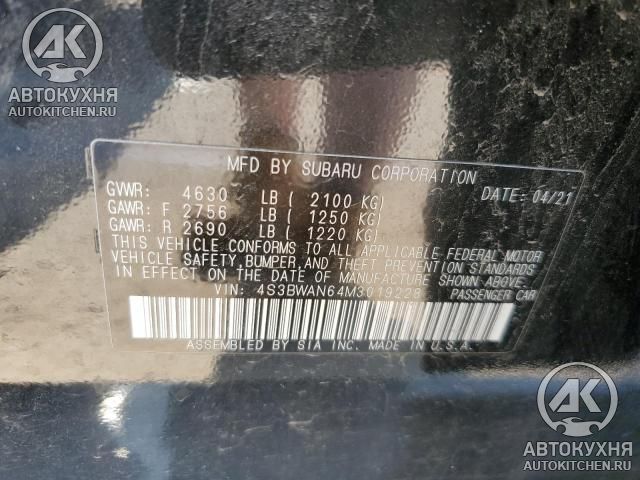 AK
АВТОКУХНЯ
AUTOKITCHEN.RU
MFD BY SUBARU CORPORATION
GVWR: 4630 LB ( 2100 KG) DATE: 04/21
GAWR: F 2756 LB ( 1250 KG)
GAWR: R 2690 LB ( 1220 KG)
THIS VEHICLE CONFORMS TO ALL APPLICABLE FEDERAL MOTOR
VEHICLE SAFETY, BUMPER, AND THEFT PREVENTION STANDARDS
IN EFFECT ON THE DATE OF MANUFACTURE SHOWN ABOVE.
VIN: 4S3BWAN64M3019228 PASSENGER CAR
ASSEMBLED BY SIA INC. MADE IN U.S.A.
AK
АВТОКУХНЯ
AUTOKITCHEN.RU